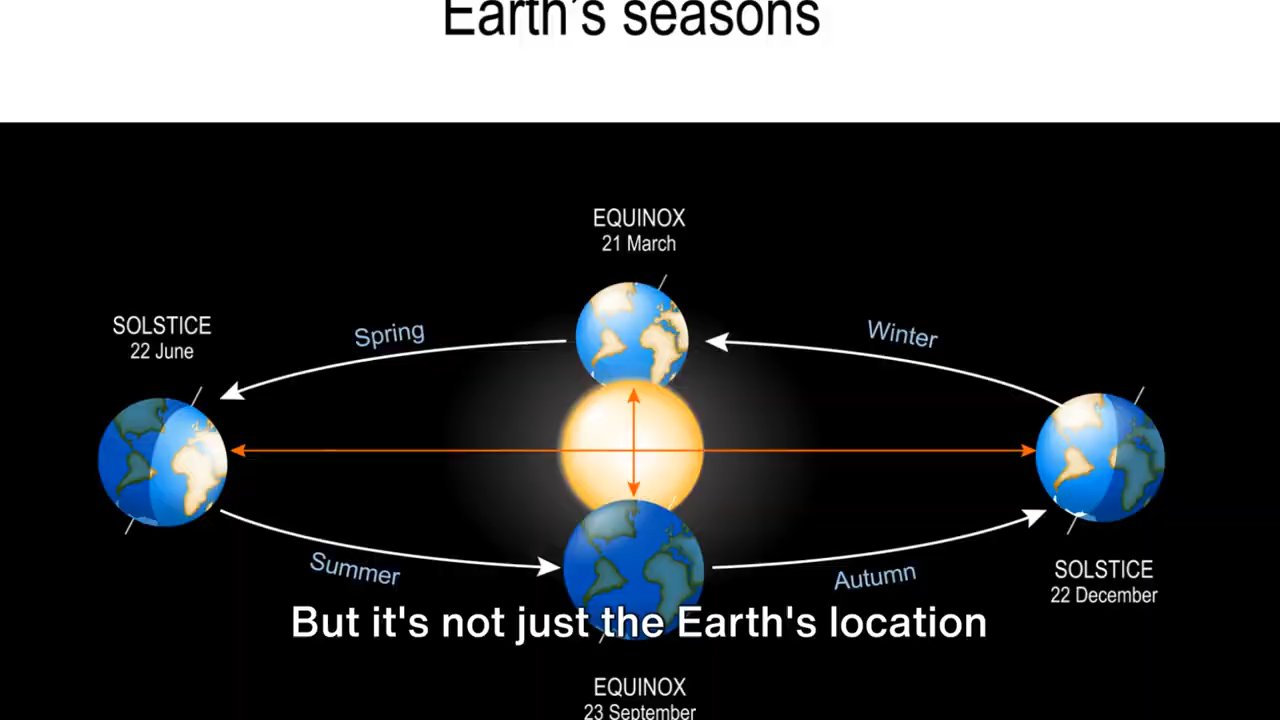 Earth's seasons
EQUINOX
21 March
SOLSTICE
22 June
Spring
Winter
Summer
Autumn
SOLSTICE
22 December
But it's not just the Earth's location
EQUINOX
23 September